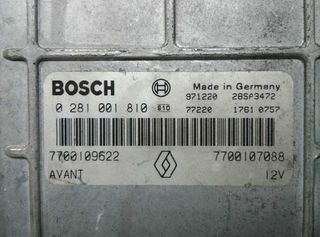 BOSCH Made in Germany
971220 28SA3472
0 281 001 810 810 77220 1761 0757
7700109622 7700107088
AVANT 12V